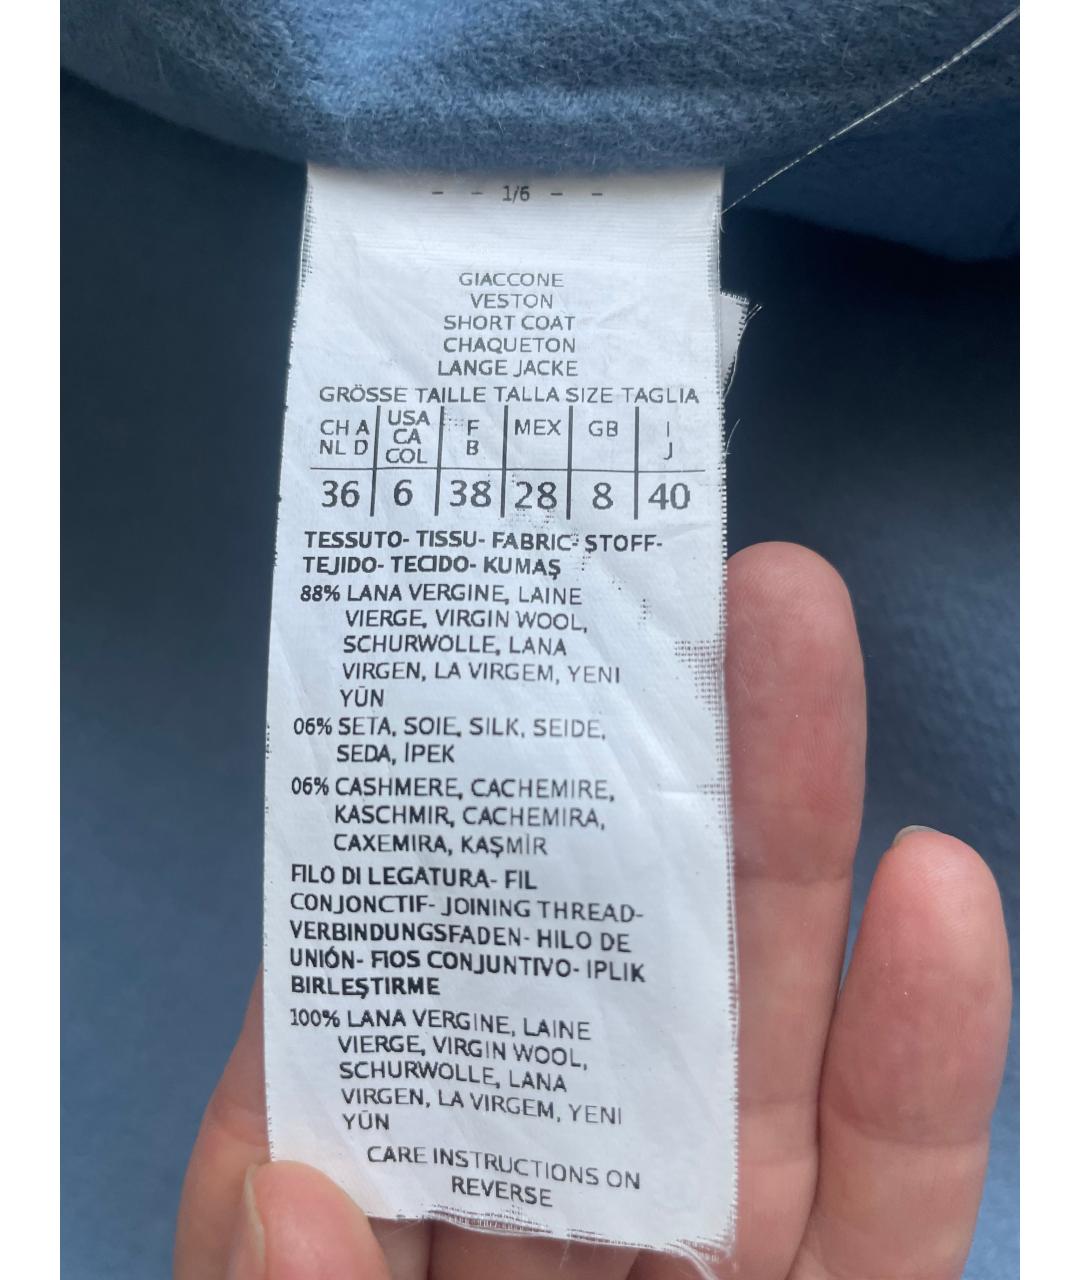 - - 1/6 - -
GIACCONE
VESTON
SHORT COAT
CHAQUETON
LANGE JACKE
GRÖSSE TAILLE TALLA SIZE TAGLIA
CH A NL D | USA CA COL | F B | MEX | GB | I J
36 | 6 | 38 | 28 | 8 | 40
TESSUTO- TISSU- FABRIC- STOFF-
TEJIDO- TECIDO- KUMAŞ
88% LANA VERGINE, LAINE
VIERGE, VIRGIN WOOL,
SCHURWOLLE, LANA
VIRGEN, LA VIRGEM, YENI
YŪN
06% SETA, SOIE, SILK, SEIDE,
SEDA, İPEK
06% CASHMERE, CACHEMIRE,
KASCHMIR, CACHEMIRA,
CAXEMIRA, KAŞMİR
FILO DI LEGATURA- FIL
CONJONCTIF- JOINING THREAD-
VERBINDUNGSFADEN- HILO DE
UNIÓN- FIOS CONJUNTIVO- IPLIK
BIRLEŞTIRME
100% LANA VERGINE, LAINE
VIERGE, VIRGIN WOOL,
SCHURWOLLE, LANA
VIRGEN, LA VIRGEM, YENI
YŪN
CARE INSTRUCTIONS ON
REVERSE